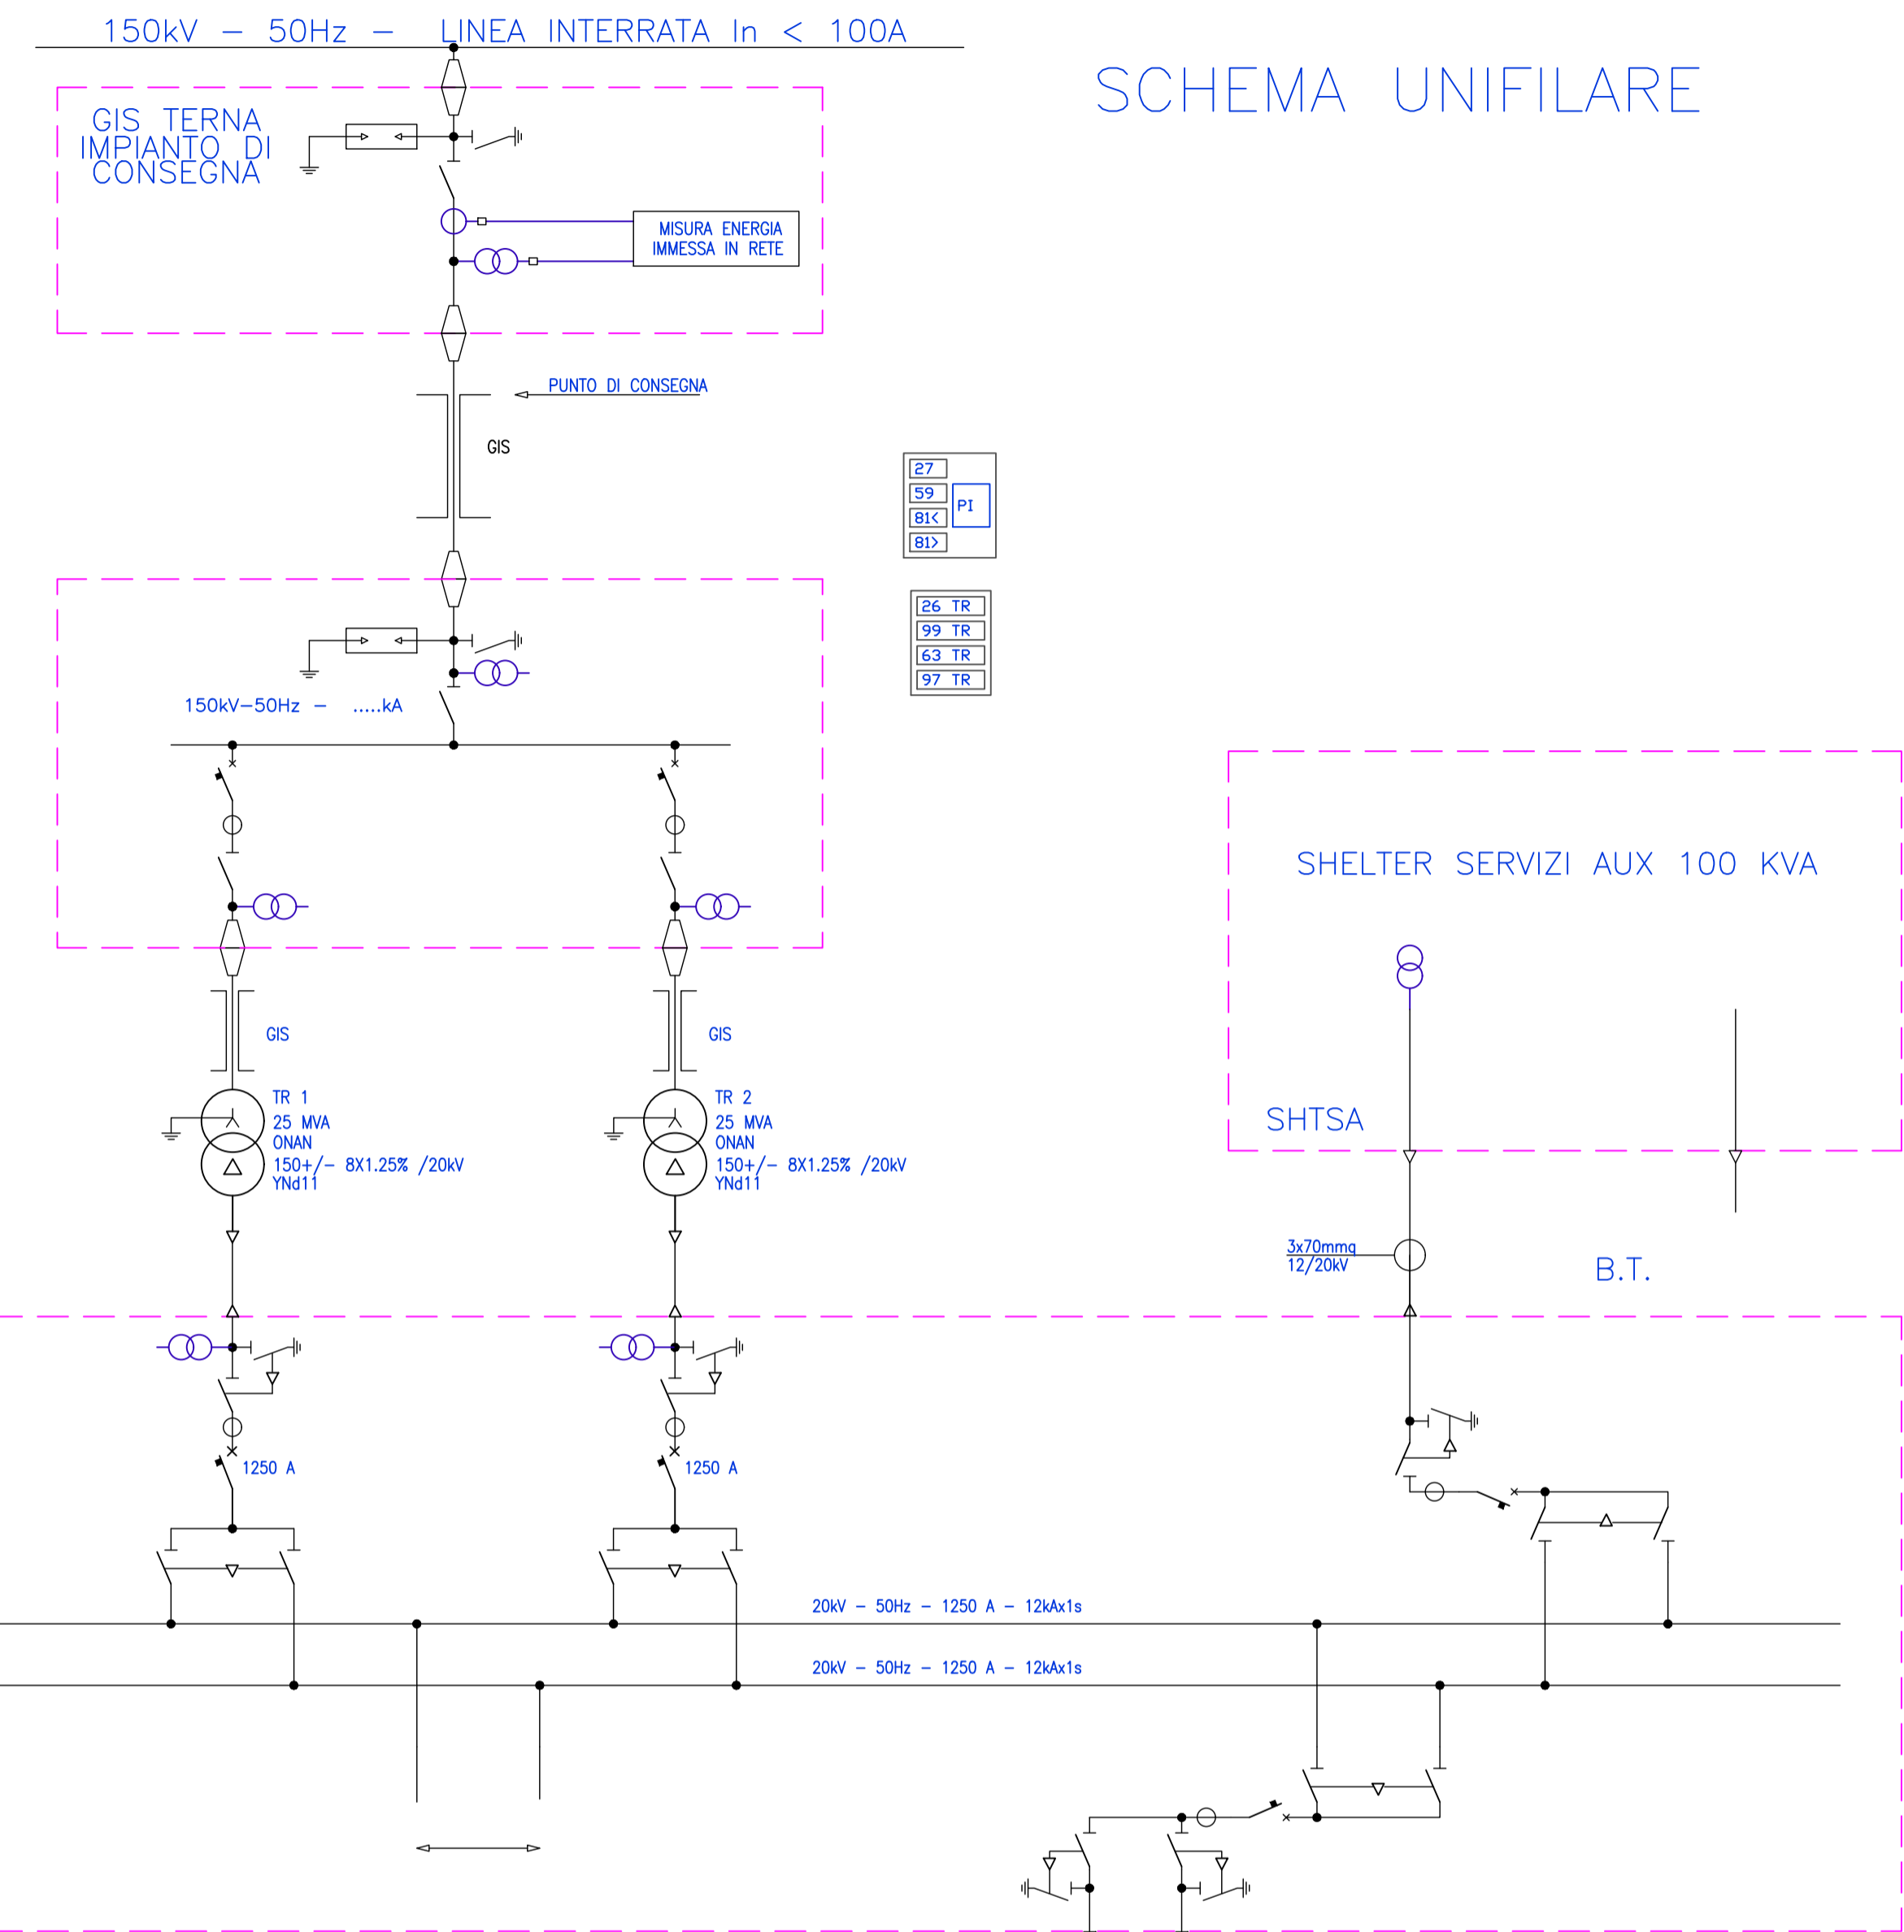 150kV - 50Hz - LINEA INTERRATA In < 100A
SCHEMA UNIFILARE
GIS TERNA
IMPIANTO DI
CONSEGNA
MISURA ENERGIA
IMMESSA IN RETE
PUNTO DI CONSEGNA
GIS
27
59
81<
81>
PI
26 TR
99 TR
63 TR
97 TR
150kV-50Hz - .....kA
SHELTER SERVIZI AUX 100 KVA
SHTSA
GIS
GIS
TR 1
25 MVA
ONAN
150+/- 8X1.25% /20kV
YNd11
TR 2
25 MVA
ONAN
150+/- 8X1.25% /20kV
YNd11
3x70mmq
12/20kV
B.T.
1250 A
1250 A
20kV - 50Hz - 1250 A - 12kAx1s
20kV - 50Hz - 1250 A - 12kAx1s